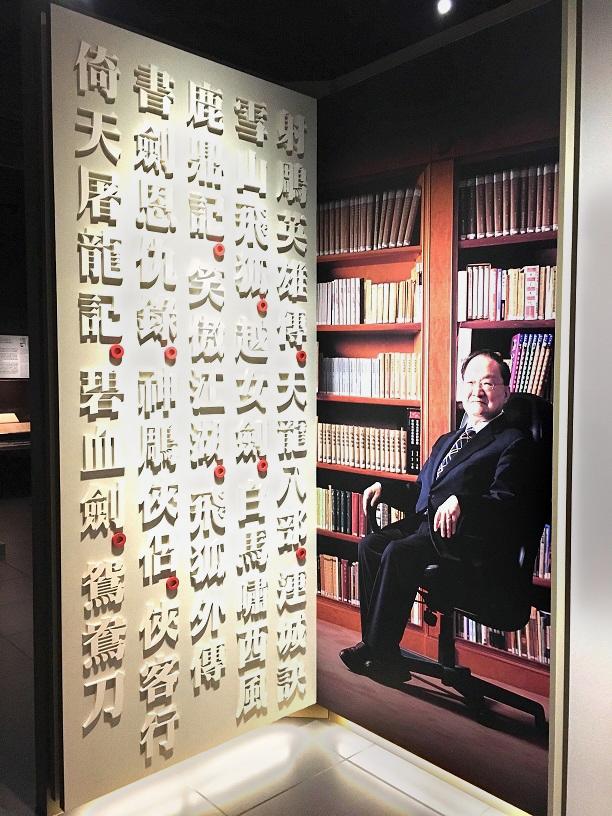 射鵰英雄傳•天龍八部•連城訣
雪山飛狐•越女劍•白馬嘯西風
鹿鼎記•笑傲江湖•飛狐外傳
書劍恩仇錄•神鵰俠侶•俠客行
倚天屠龍記•碧血劍•鴛鴦刀